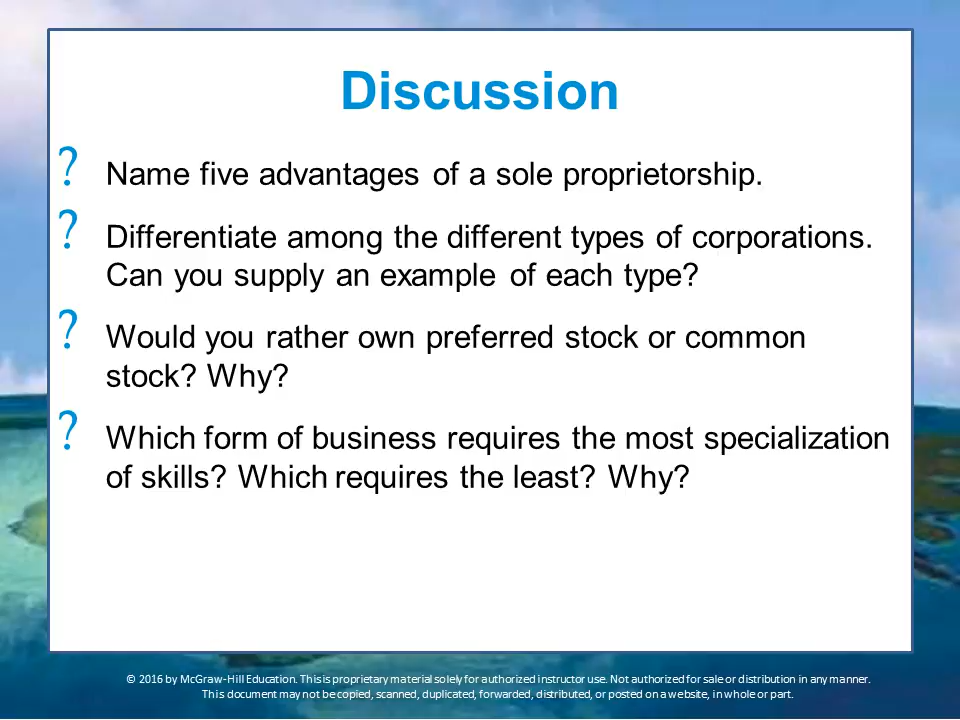 Discussion
? Name five advantages of a sole proprietorship.
? Differentiate among the different types of corporations.
Can you supply an example of each type?
? Would you rather own preferred stock or common
stock? Why?
? Which form of business requires the most specialization
of skills? Which requires the least? Why?
© 2016 by McGraw-Hill Education. This is proprietary material solely for authorized instructor use. Not authorized for sale or distribution in any manner.
This document may not be copied, scanned, duplicated, forwarded, distributed, or posted on a website, in whole or part.